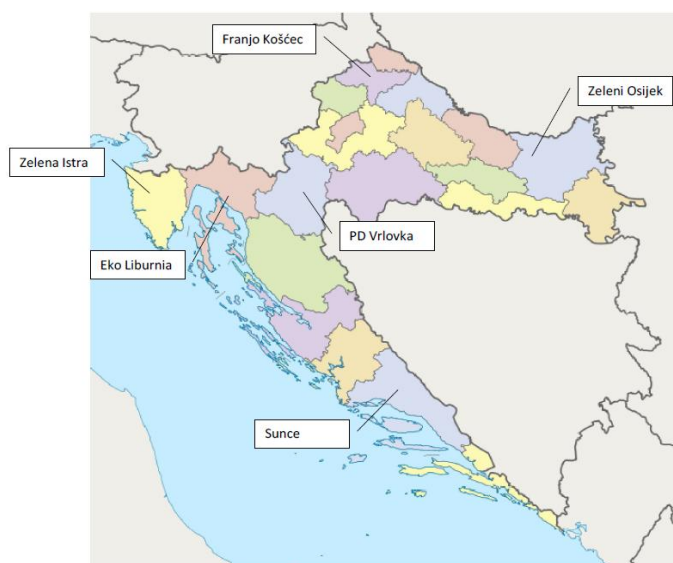 Franjo Košćec
Zeleni Osijek
Zelena Istra
PD Vrlovka
Eko Liburnia
Sunce